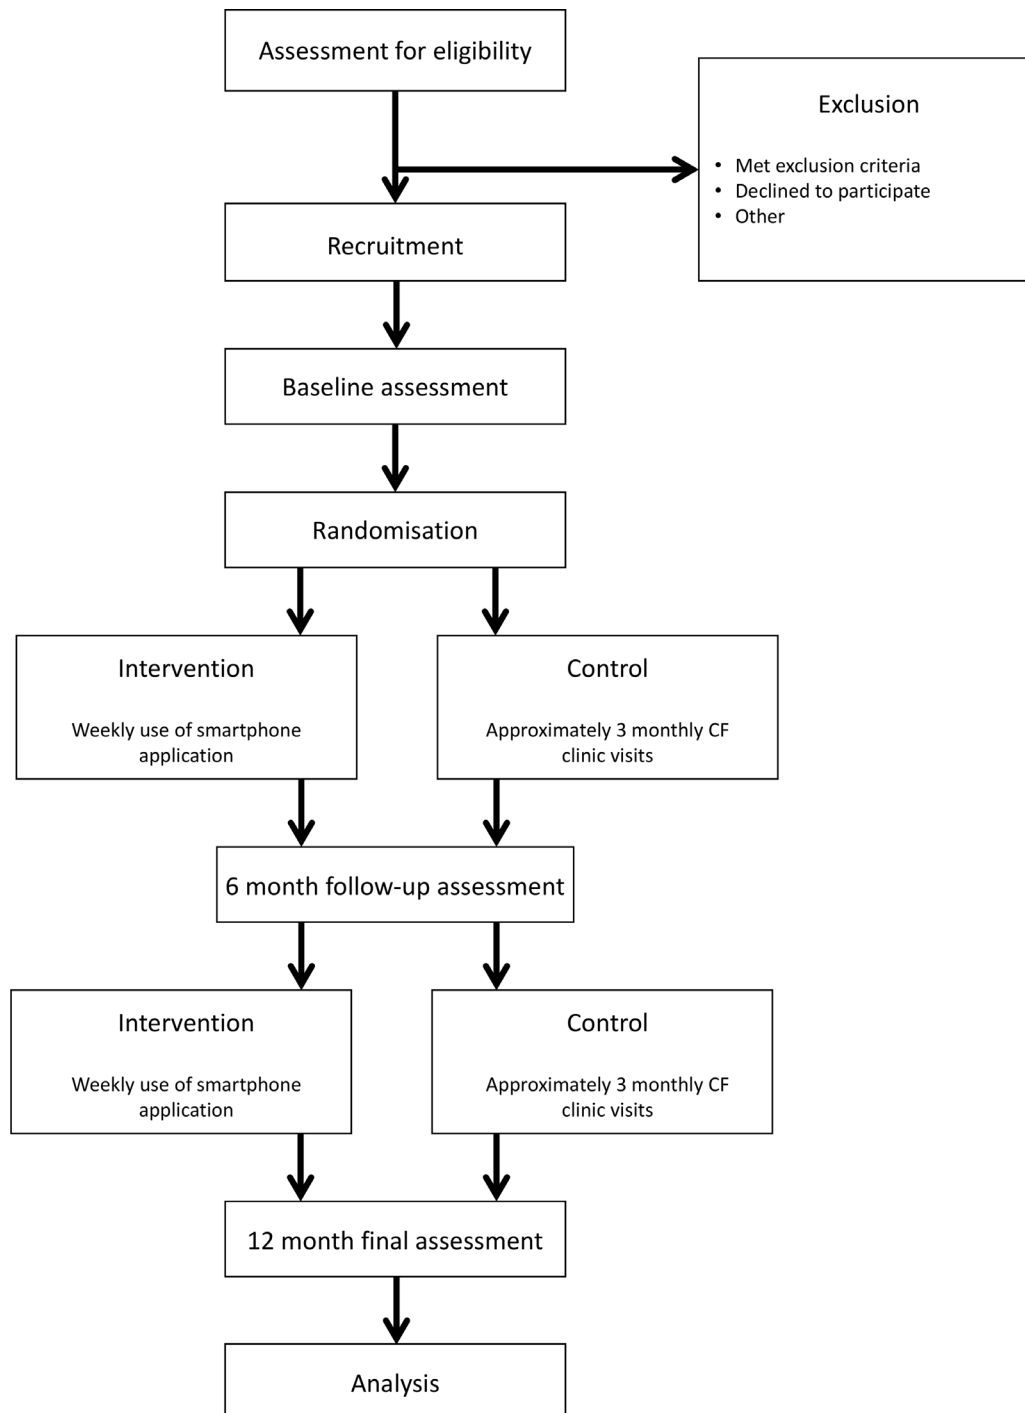 Assessment for eligibility
Exclusion
• Met exclusion criteria
• Declined to participate
• Other
Recruitment
Baseline assessment
Randomisation
Intervention
Weekly use of smartphone
application
Control
Approximately 3 monthly CF
clinic visits
6 month follow-up assessment
Intervention
Weekly use of smartphone
application
Control
Approximately 3 monthly CF
clinic visits
12 month final assessment
Analysis